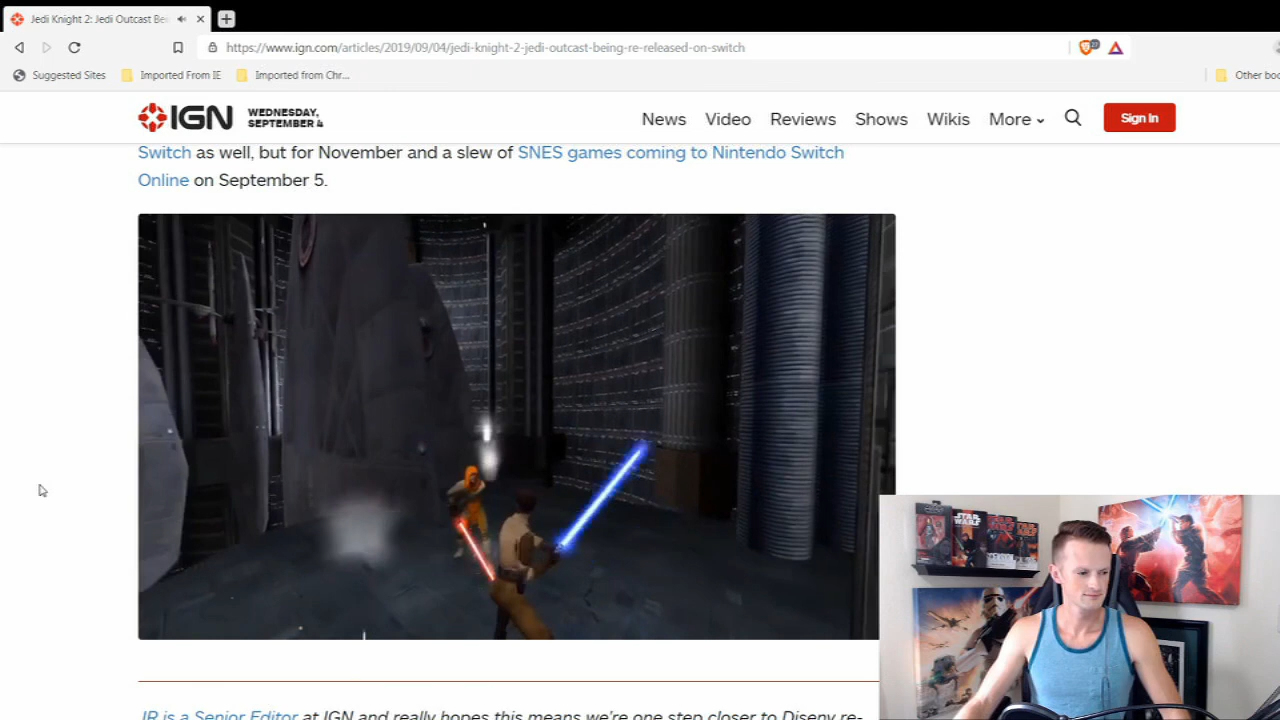 Jedi Knight 2: Jedi Outcast Be
https://www.ign.com/articles/2019/09/04/jedi-knight-2-jedi-outcast-being-re-released-on-switch
Suggested Sites
Imported From IE
Imported from Chr...
Other boo
IGN
WEDNESDAY,
SEPTEMBER 4
News
Video
Reviews
Shows
Wikis
More
Sign In
Switch as well, but for November and a slew of SNES games coming to Nintendo Switch
Online on September 5.
STAR
WARS
JR is a Senior Editor at IGN and really hopes this means we're one step closer to Diseny re-